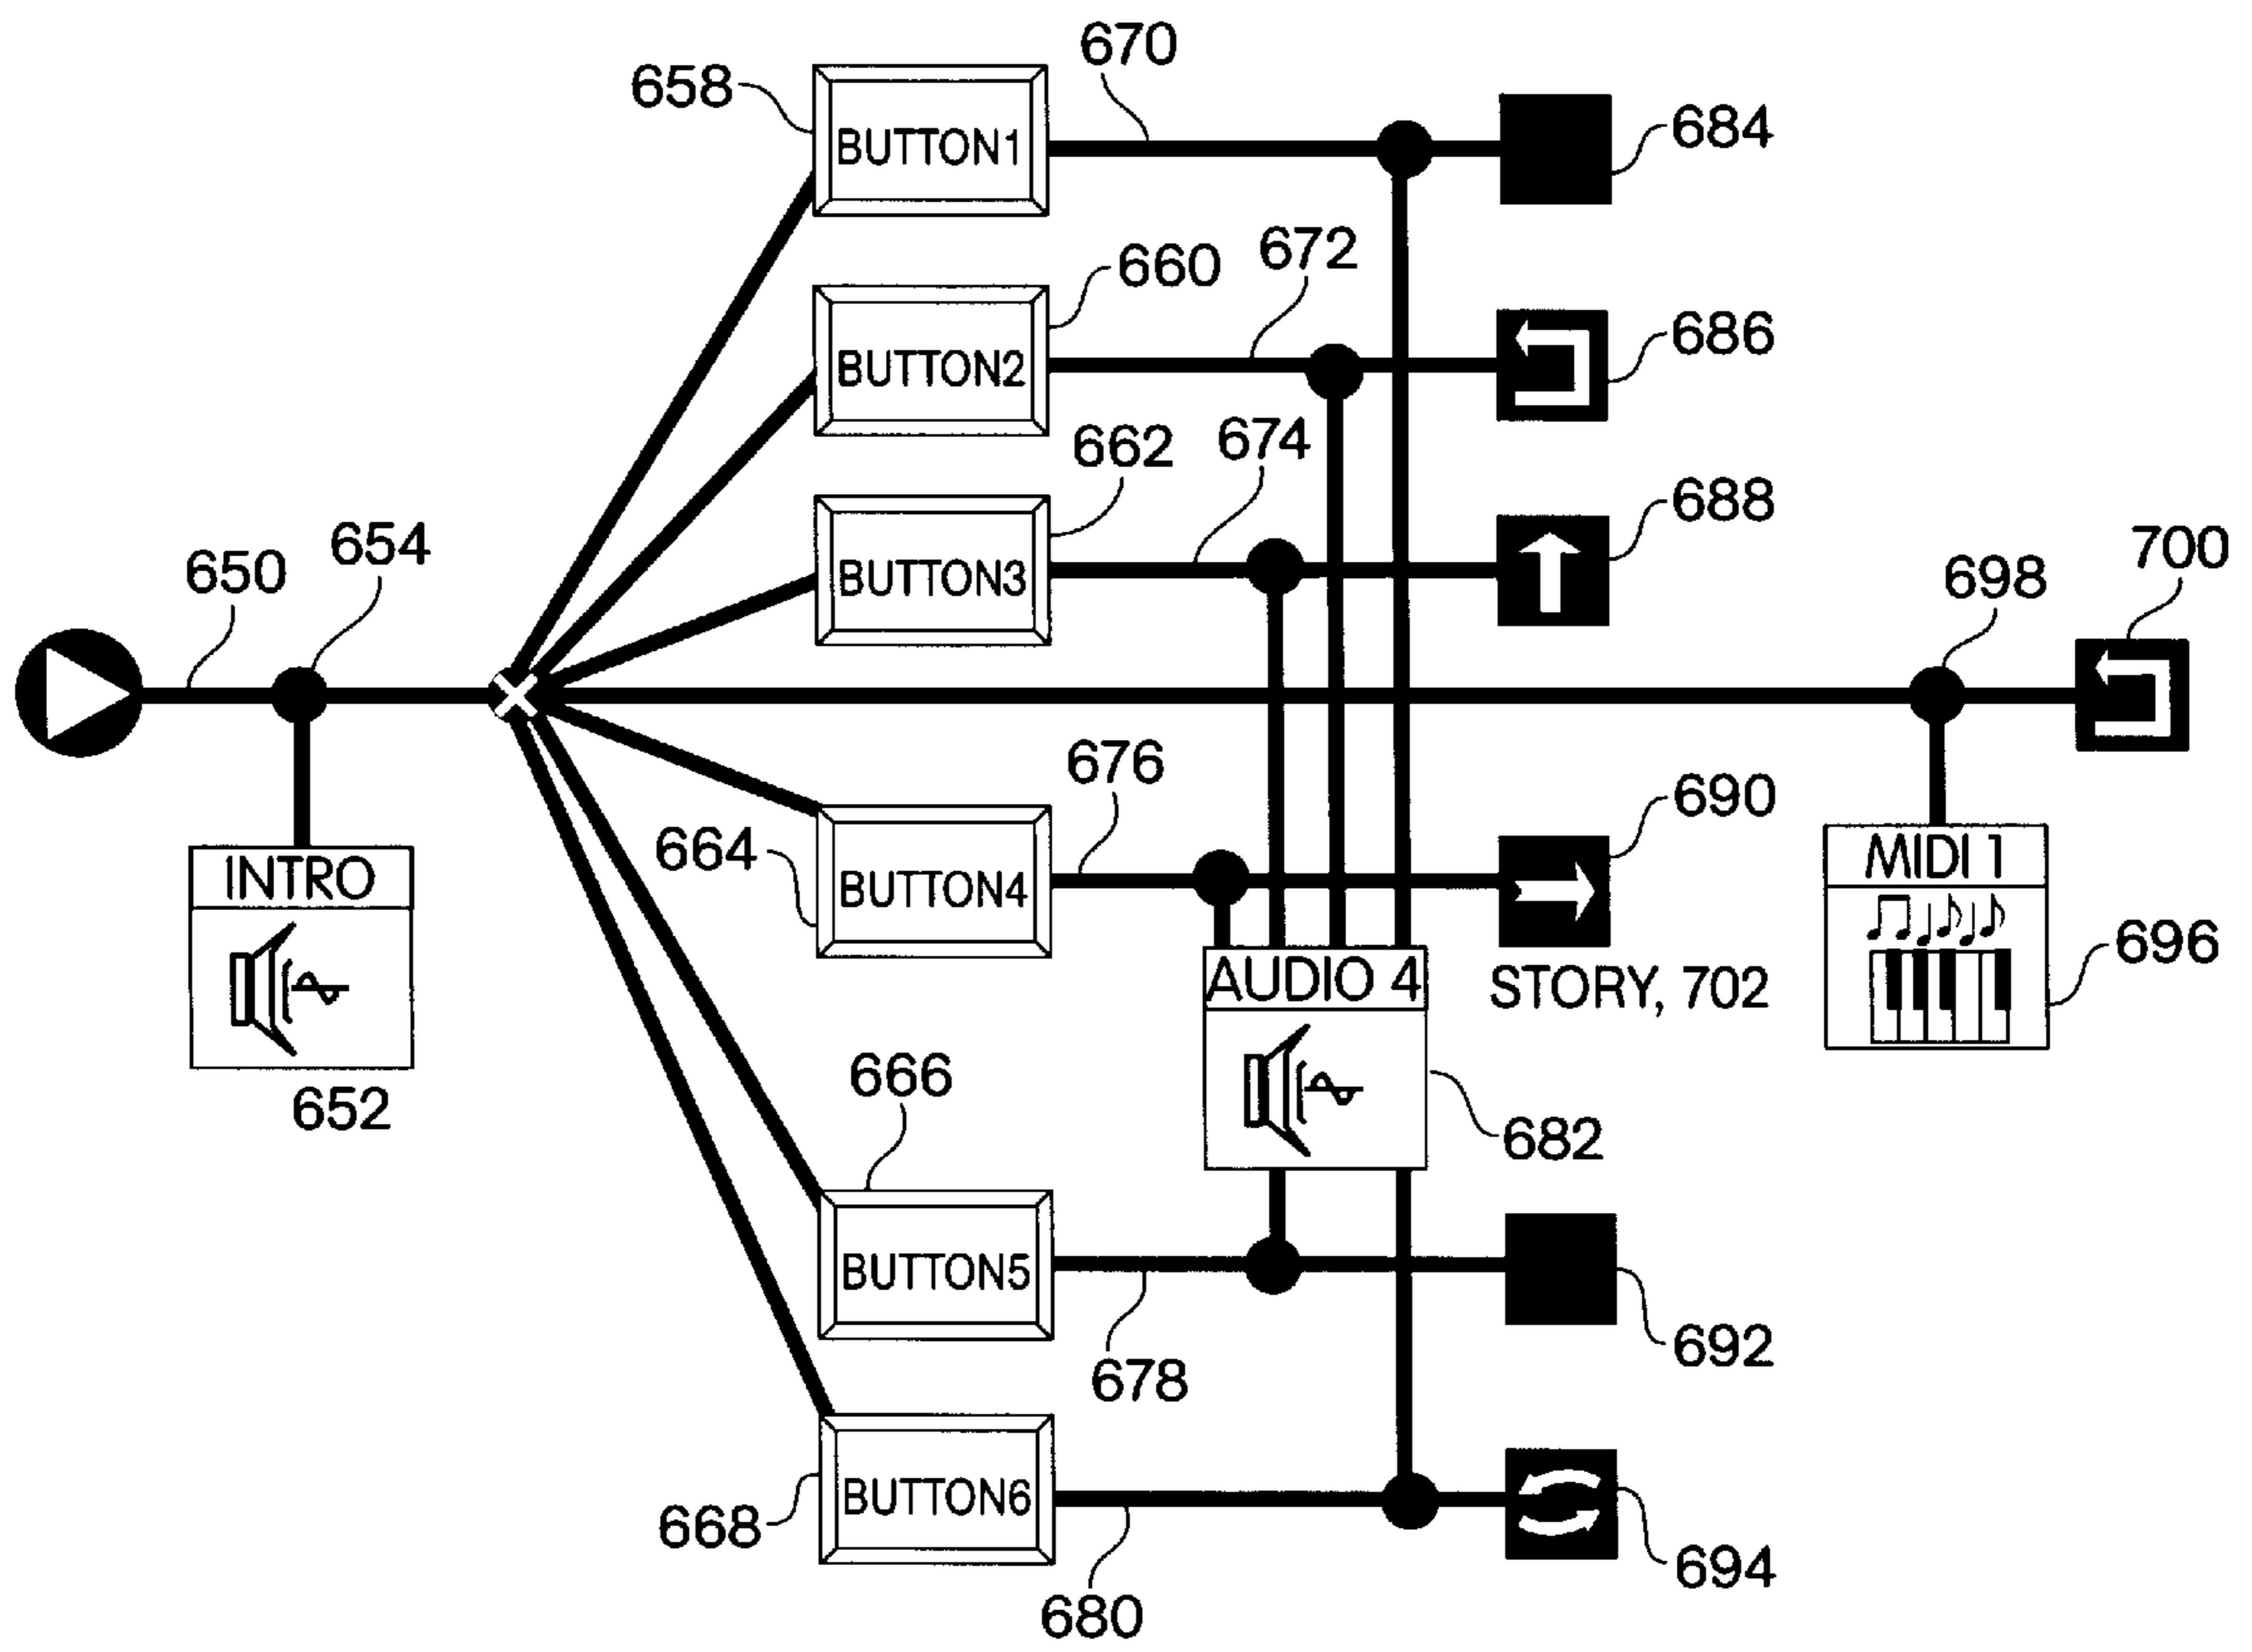 670
658
BUTTON1
684
660
672
BUTTON2
686
662
674
BUTTON3
688
650
654
698
700
676
664
BUTTON4
690
INTRO
MIDI 1
AUDIO 4
STORY, 702
696
652
666
682
BUTTON5
678
692
668
BUTTON6
694
680